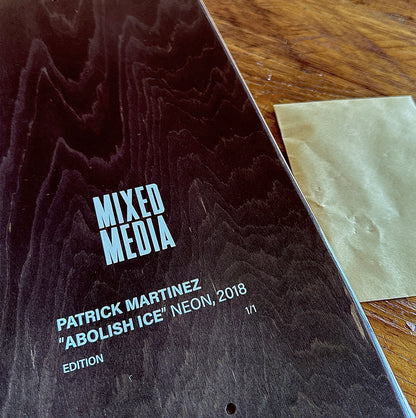 MIXED
MEDIA
PATRICK MARTINEZ
"ABOLISH ICE" NEON, 2018
EDITION
1/1